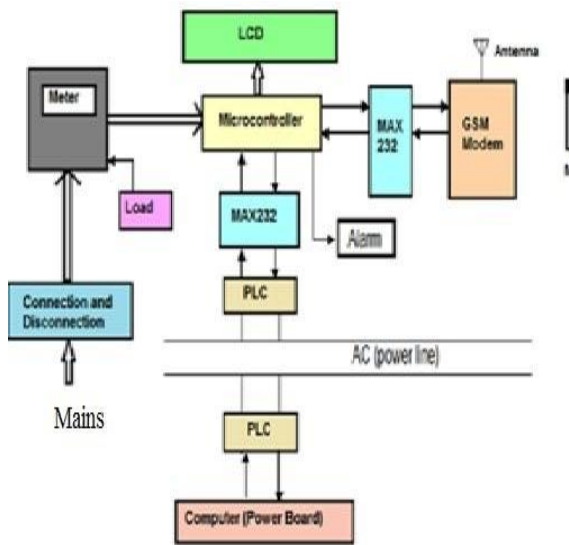 LCD
Antenna
Meter
Microcontroller
MAX
232
GSM
Modem
Load
MAX232
Alarm
Connection and
Disconnection
PLC
AC (power line)
Mains
PLC
Computer (Power Board)